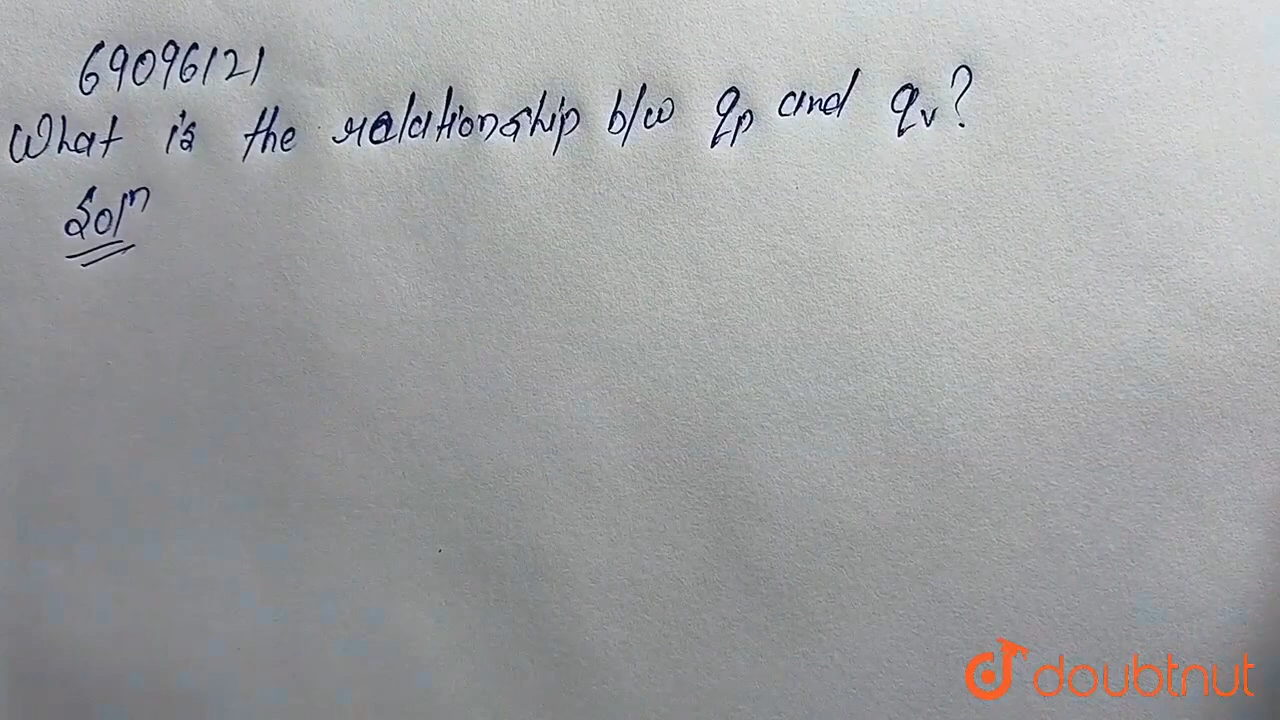 69096121
What is the relationship b/w qp and qv?
Solⁿ
doubtnut